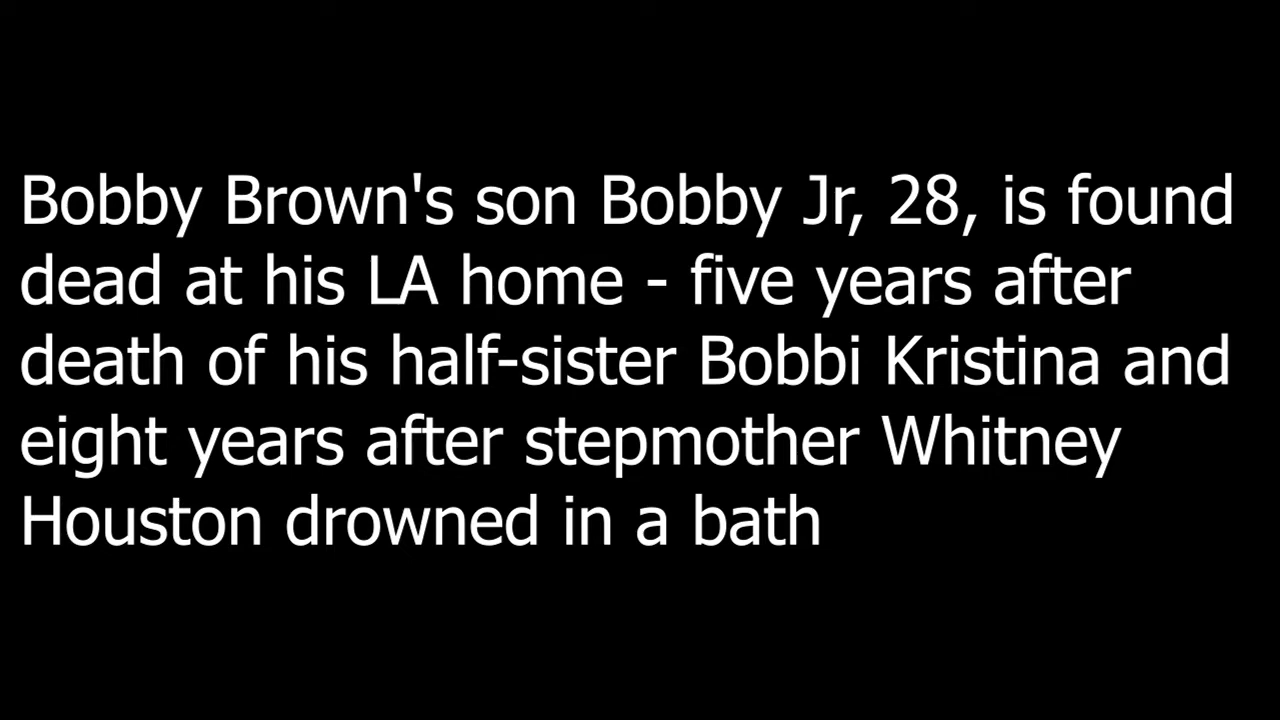 Bobby Brown's son Bobby Jr, 28, is found
dead at his LA home - five years after
death of his half-sister Bobbi Kristina and
eight years after stepmother Whitney
Houston drowned in a bath